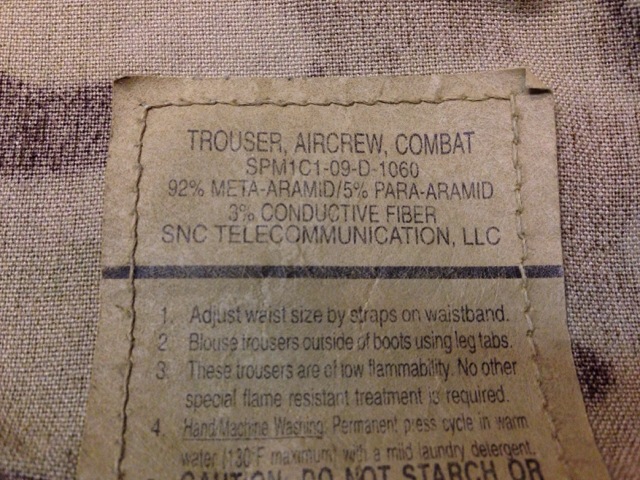 TROUSER, AIRCREW, COMBAT
SPM1C1-09-D-1060
92% META-ARAMID/5% PARA-ARAMID
3% CONDUCTIVE FIBER
SNC TELECOMMUNICATION, LLC
1. Adjust waist size by straps on waistband.
2 Blouse trousers outside of boots using leg tabs.
3. These trousers are of low flammability. No other
special flame resistant treatment is required.
4. Hand/Machine Washing: Permanent press cycle in warm
water (130°F maximum) with a mild laundry detergent.
CAUTION: DO NOT STARCH OR